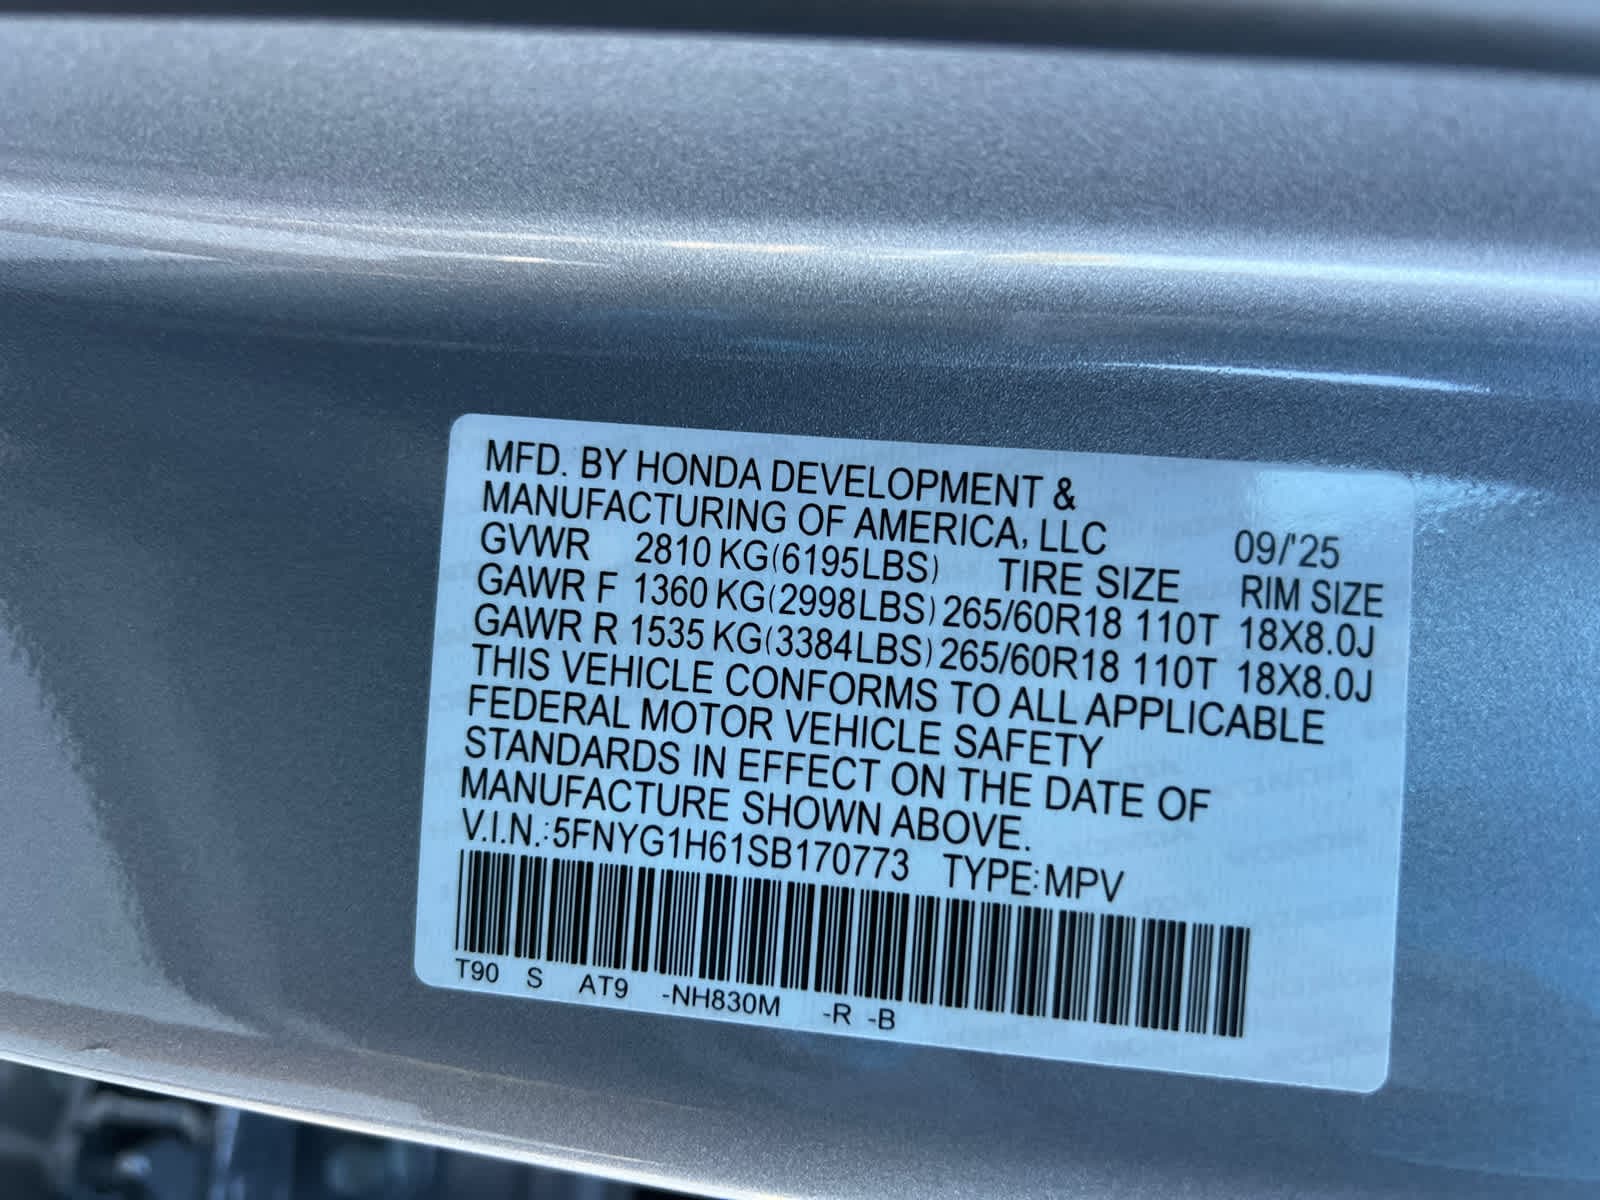 MFD. BY HONDA DEVELOPMENT &
MANUFACTURING OF AMERICA, LLC 09/'25
GVWR 2810 KG(6195LBS) TIRE SIZE RIM SIZE
GAWR F 1360 KG(2998LBS) 265/60R18 110T 18X8.0J
GAWR R 1535 KG(3384LBS) 265/60R18 110T 18X8.0J
THIS VEHICLE CONFORMS TO ALL APPLICABLE
FEDERAL MOTOR VEHICLE SAFETY
STANDARDS IN EFFECT ON THE DATE OF
MANUFACTURE SHOWN ABOVE.
V.I.N.:5FNYG1H61SB170773 TYPE:MPV
T90 S AT9 -NH830M -R -B